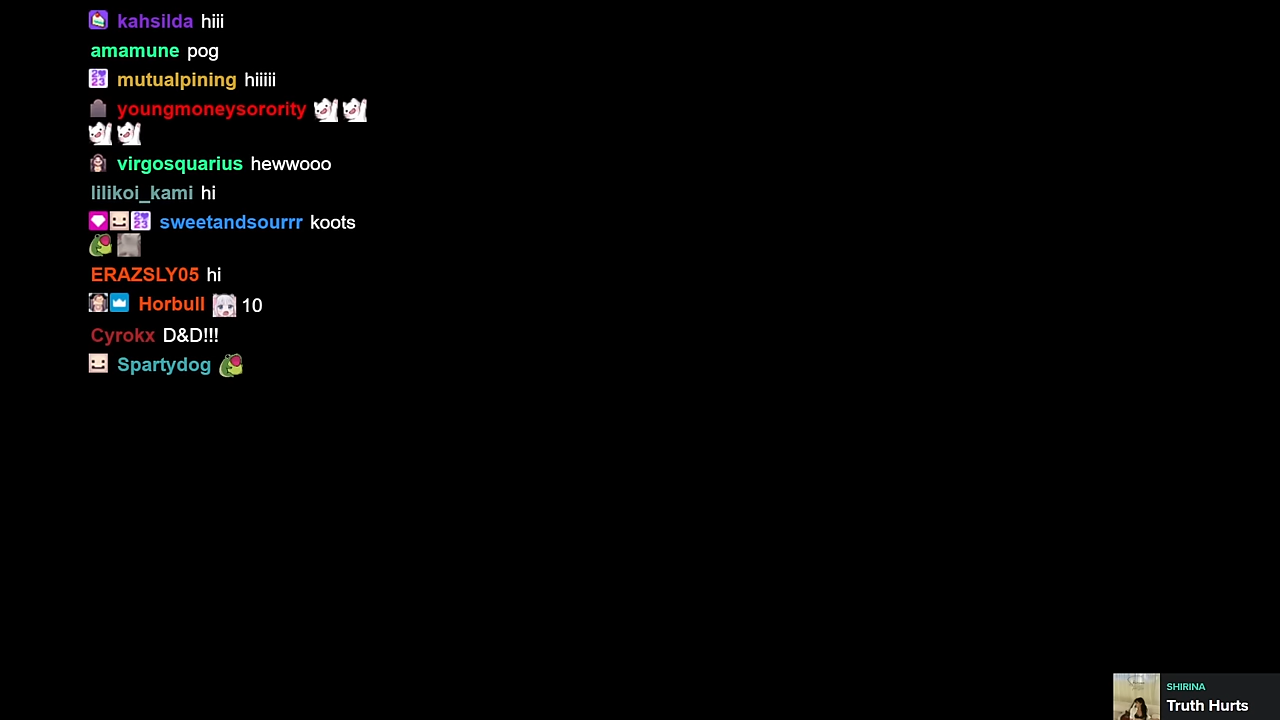 kahsilda hiii
amamune pog
mutualpining hiiiii
youngmoneysorority
virgosquarius hewwooo
lilikoi_kami hi
sweetandsourrr koots
ERAZSLY05 hi
Horbull 10
Cyrokx D&D!!!
Spartydog
SHIRINA
Truth Hurts